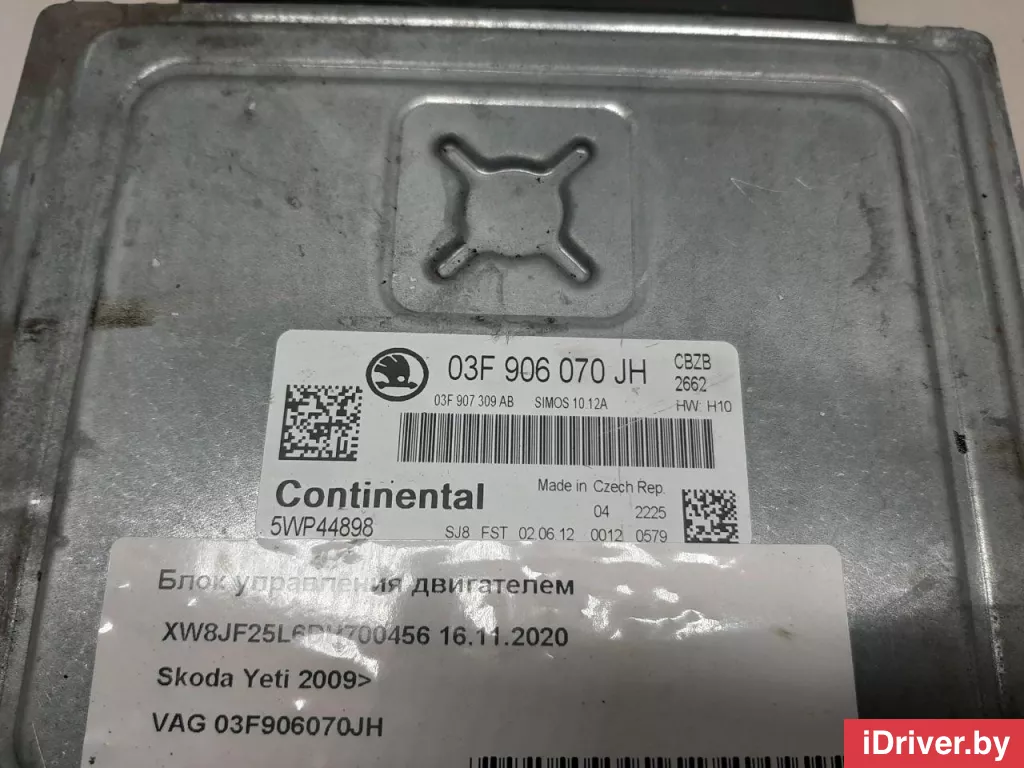 03F 906 070 JH
CBZB
2662
03F 907 309 AB SIMOS 10.12A HW: H10
Continental
Made in Czech Rep.
04 2225
5WP44898
SJ8 FST 02.06.12 0012 0579
Блок управления двигателем
16.11.2020
Skoda Yeti 2009>
VAG 03F906070JH
iDriver.by